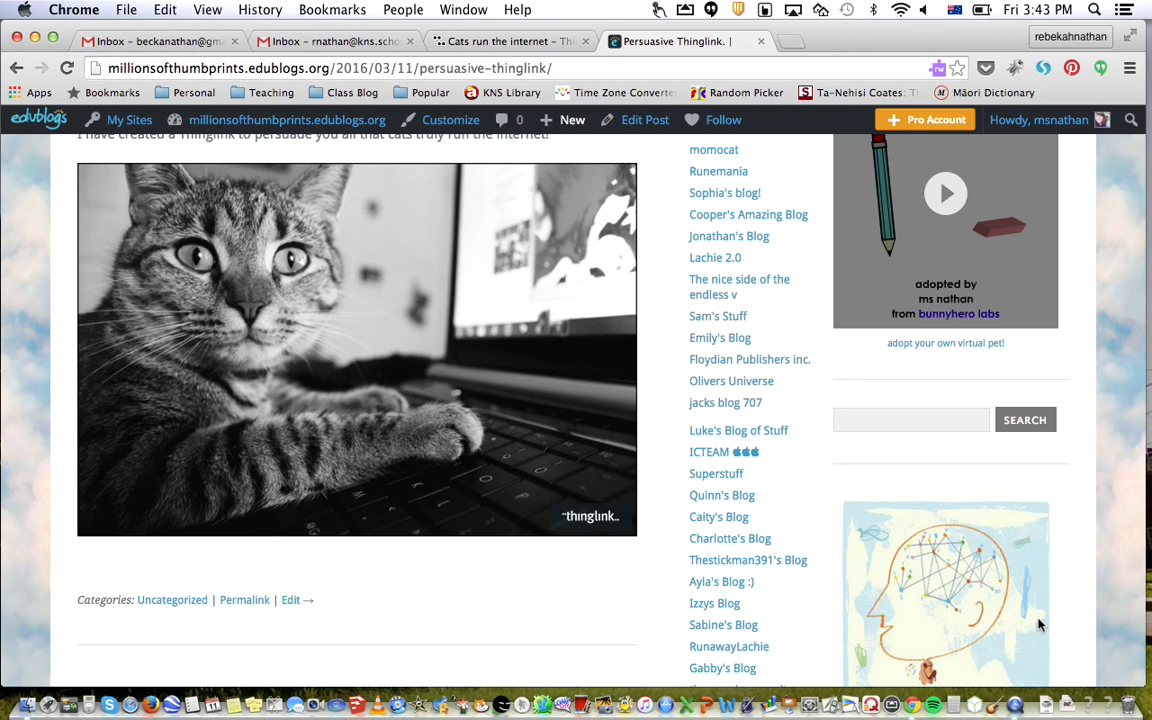 Chrome File Edit View History Bookmarks People Window Help
Fri 3:43 PM
Inbox – beckanathan@gm
Inbox – rnathan@kns.scho
Cats run the internet – Thi
Persuasive Thinglink. |
rebekahnathan
millionsofthumbprints.edublogs.org/2016/03/11/persuasive-thinglink/
Apps Bookmarks Personal Teaching Class Blog Popular KNS Library Time Zone Converte Random Picker Ta-Nehisi Coates: Māori Dictionary
edublogs My Sites millionsofthumbprints.edublogs.org Customize 0 New Edit Post Follow Pro Account Howdy, msnathan
I have created a Thinglink to persuade you all that cats truly run the internet!
thinglink..
Categories: Uncategorized | Permalink | Edit →
momocat
Runemania
Sophia's blog!
Cooper's Amazing Blog
Jonathan's Blog
Lachie 2.0
The nice side of the
endless v
Sam's Stuff
Emily's Blog
Floydian Publishers inc.
Olivers Universe
jacks blog 707
Luke's Blog of Stuff
ICTEAM
Superstuff
Quinn's Blog
Caity's Blog
Charlotte's Blog
Thestickman391's Blog
Ayla's Blog :)
Izzys Blog
Sabine's Blog
RunawayLachie
Gabby's Blog
adopted by
ms nathan
from bunnyhero labs
adopt your own virtual pet!
SEARCH